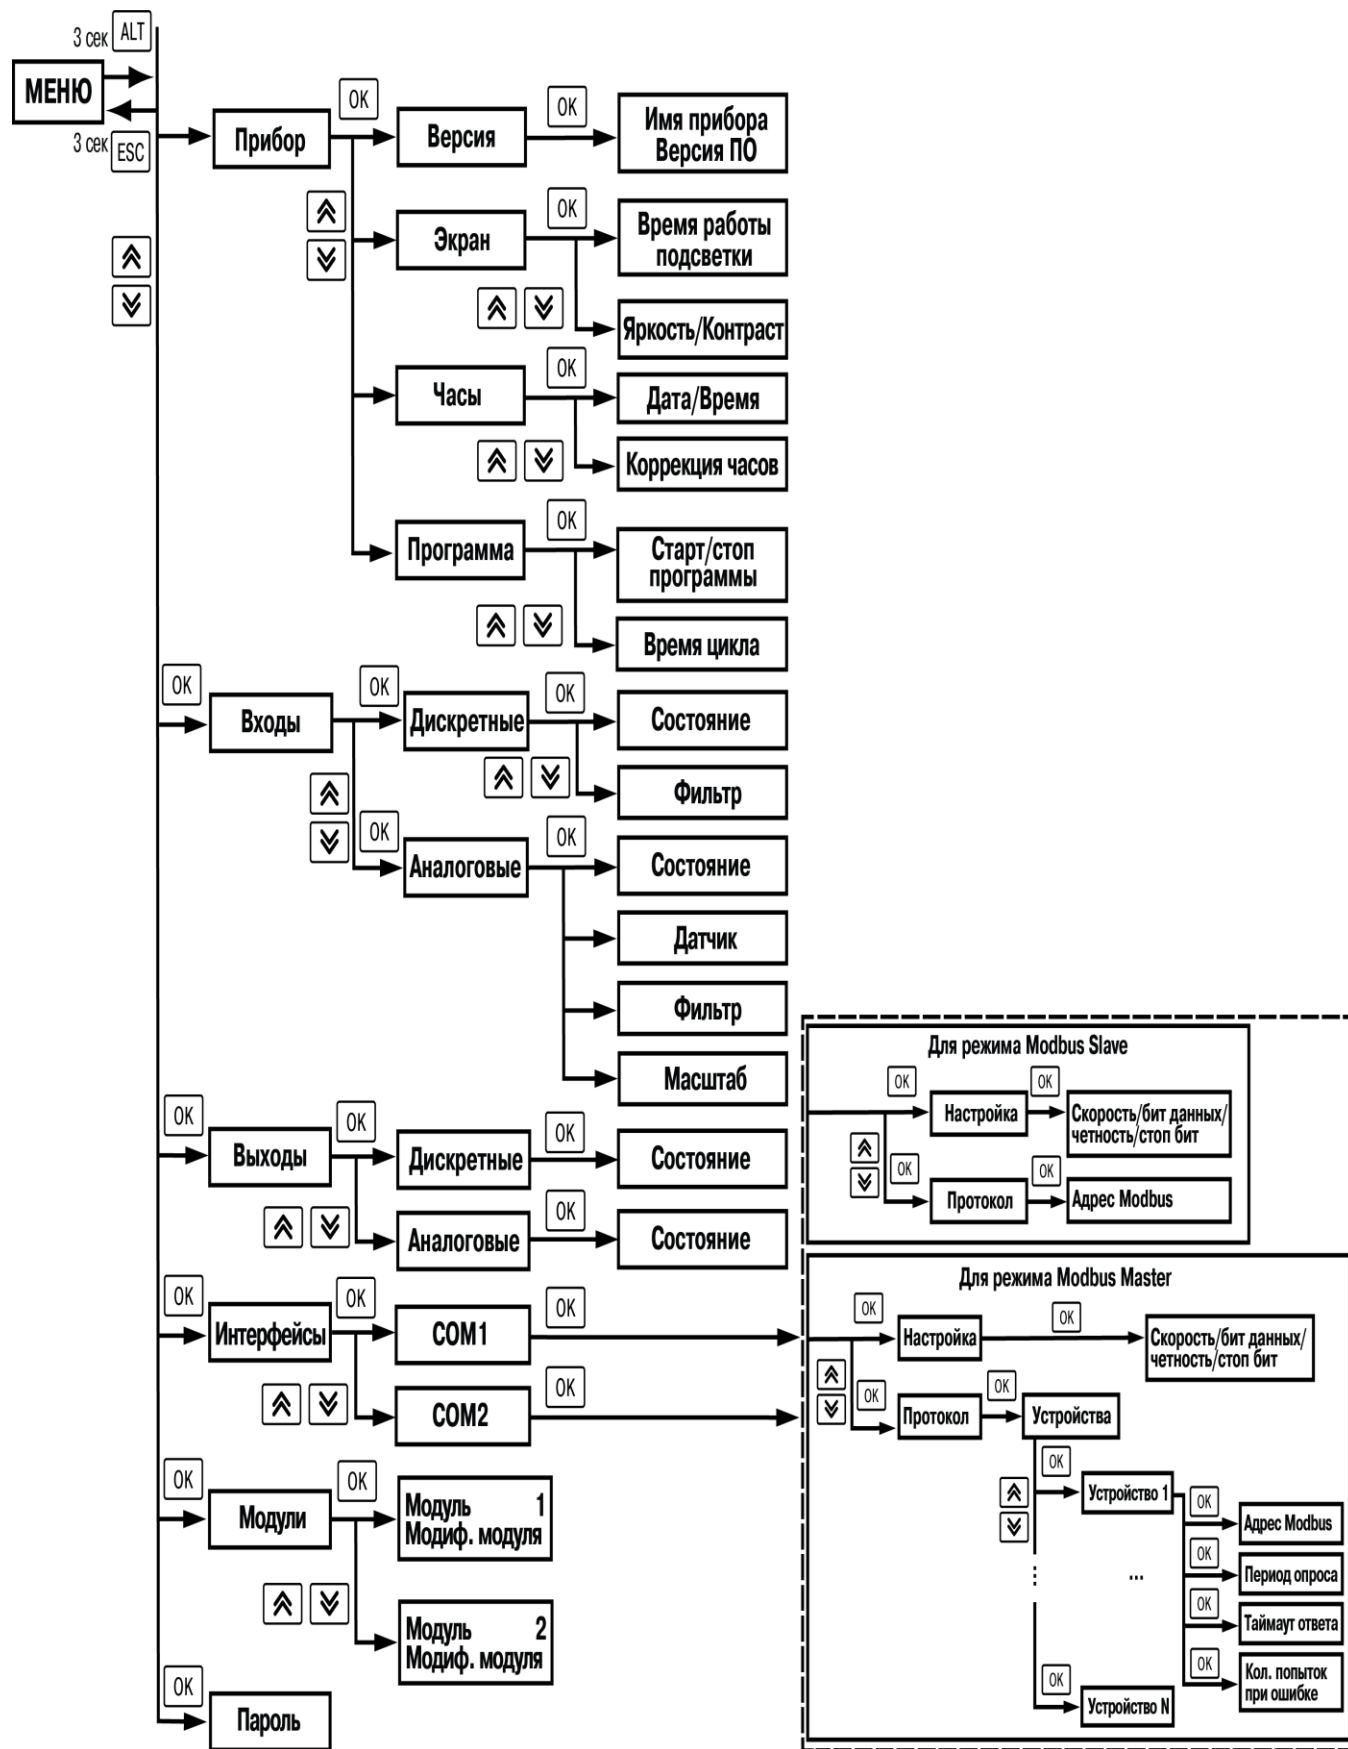 3 сек ALT
МЕНЮ
3 сек ESC
OK
OK
Прибор
Версия
Имя прибора
Версия ПО
OK
Экран
Время работы
подсветки
Яркость/Контраст
OK
Часы
Дата/Время
Коррекция часов
OK
Программа
Старт/стоп
программы
Время цикла
OK
OK
OK
Входы
Дискретные
Состояние
Фильтр
OK
OK
Аналоговые
Состояние
Датчик
Фильтр
Масштаб
OK
OK
OK
Выходы
Дискретные
Состояние
OK
Аналоговые
Состояние
OK
OK
OK
Интерфейсы
COM1
OK
COM2
OK
OK
Модули
Модуль 1
Модиф. модуля
Модуль 2
Модиф. модуля
OK
Пароль
Для режима Modbus Slave
OK
OK
Настройка
Скорость/бит данных/
четность/стоп бит
OK
OK
Протокол
Адрес Modbus
Для режима Modbus Master
OK
OK
Настройка
Скорость/бит данных/
четность/стоп бит
OK
OK
Протокол
Устройства
OK
Устройство 1
OK
Адрес Modbus
OK
Период опроса
...
...
OK
Таймаут ответа
OK
Кол. попыток
при ошибке
OK
Устройство N